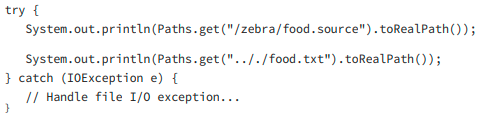 try {
   System.out.println(Paths.get("/zebra/food.source").toRealPath());
   System.out.println(Paths.get(".././food.txt").toRealPath());
} catch (IOException e) {
   // Handle file I/O exception...
}